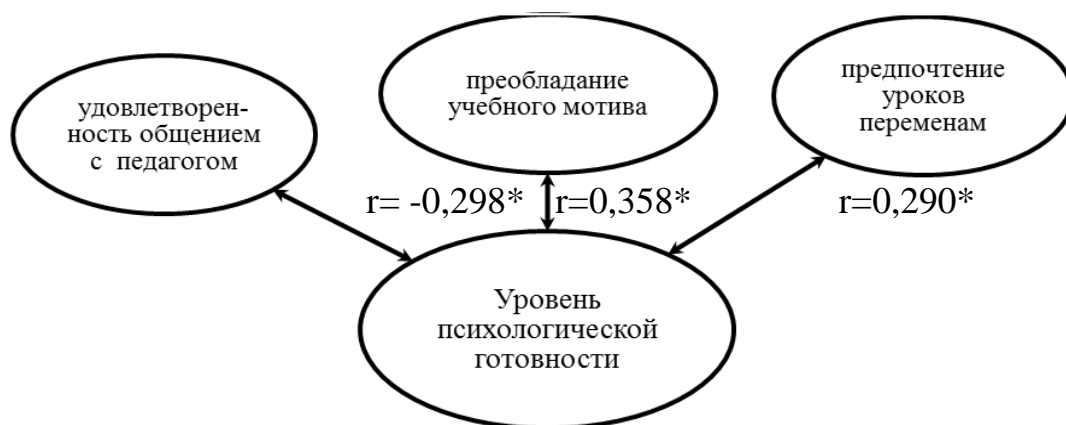 удовлетворен-
ность общением
с педагогом
преобладание
учебного мотива
предпочтение
уроков
переменам
r= -0,298*
r=0,358*
r=0,290*
Уровень
психологической
готовности